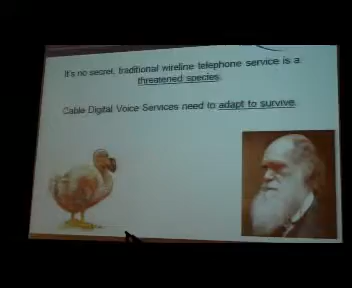 It's no secret, traditional wireline telephone service is a
threatened species.
Cable Digital Voice Services need to adapt to survive.